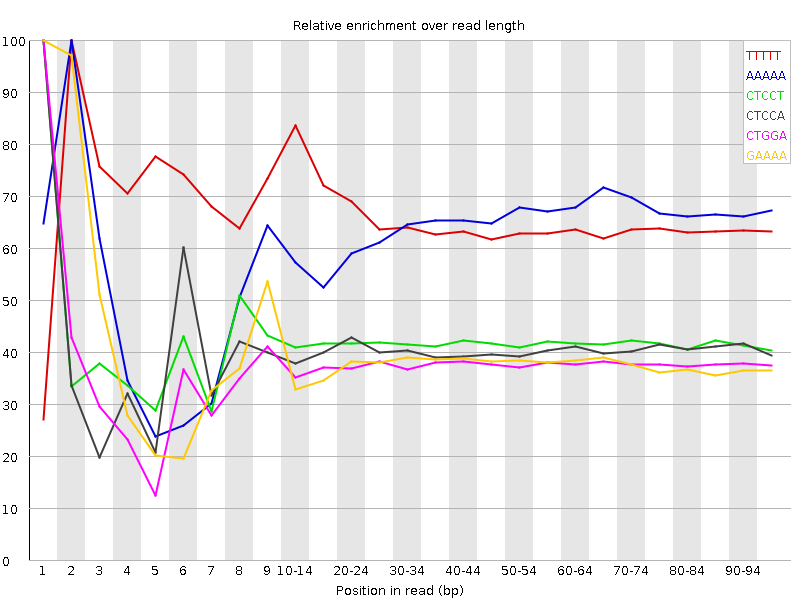 Relative enrichment over read length
100
90
80
70
60
50
40
30
20
10
0
TTTTT
AAAAA
CTCCT
CTCCA
CTGGA
GAAAA
1 2 3 4 5 6 7 8 9 10-14 20-24 30-34 40-44 50-54 60-64 70-74 80-84 90-94
Position in read (bp)